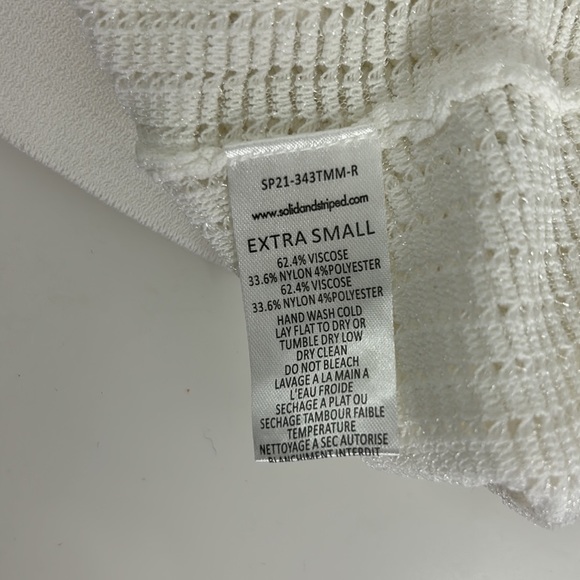 SP21-343TMM-R
www.solidandstriped.com
EXTRA SMALL
62.4% VISCOSE
33.6% NYLON 4%POLYESTER
62.4% VISCOSE
33.6% NYLON 4%POLYESTER
HAND WASH COLD
LAY FLAT TO DRY OR
TUMBLE DRY LOW
DRY CLEAN
DO NOT BLEACH
LAVAGE A LA MAIN A
L'EAU FROIDE
SECHAGE A PLAT OU
SECHAGE TAMBOUR FAIBLE
TEMPERATURE
NETTOYAGE A SEC AUTORISE
BLANCHIMENT INTERDIT